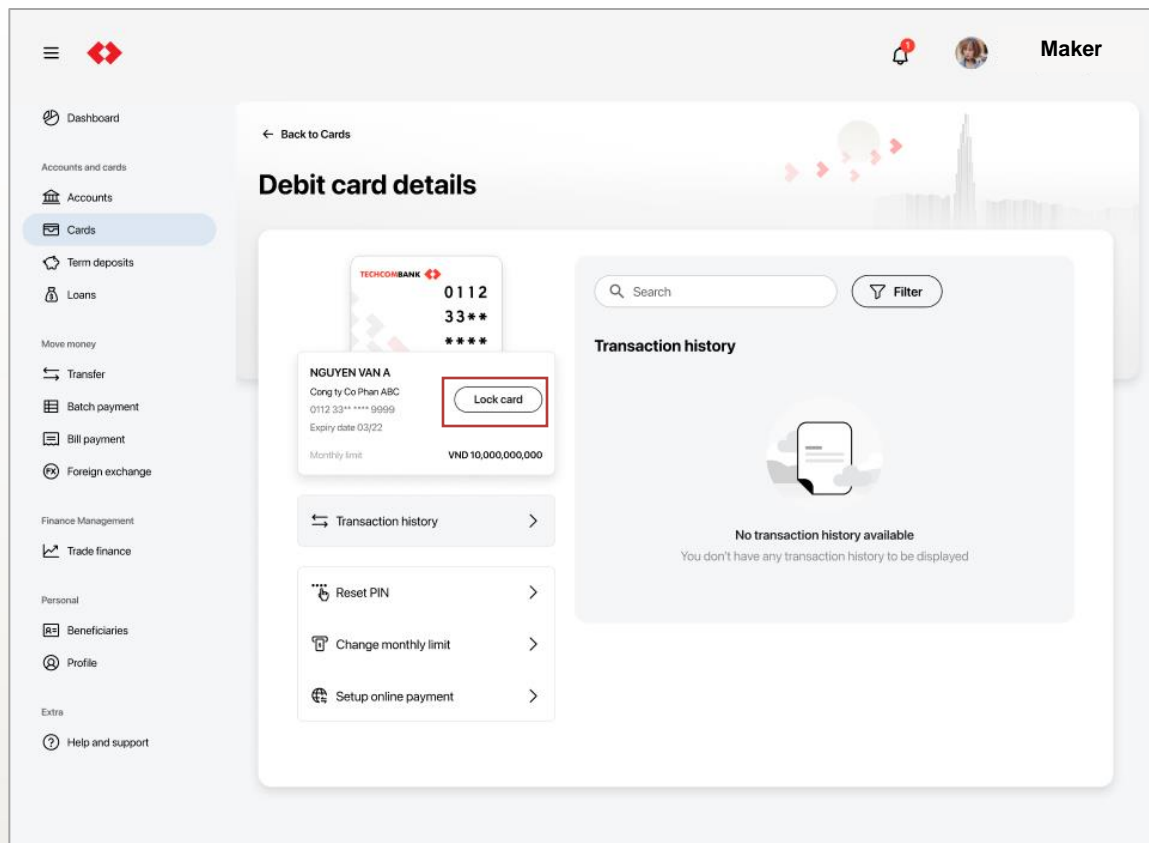 1
Maker
Dashboard
Accounts and cards
Accounts
Cards
Term deposits
Loans
Move money
Transfer
Batch payment
Bill payment
FX Foreign exchange
Finance Management
Trade finance
Personal
Beneficiaries
Profile
Extra
Help and support
Back to Cards
Debit card details
TECHCOMBANK
0112
33**
****
NGUYEN VAN A
Cong ty Co Phan ABC
0112 33** **** 9999
Expiry date 03/22
Lock card
Monthly limit VND 10,000,000,000
Transaction history
Reset PIN
Change monthly limit
Setup online payment
Search
Filter
Transaction history
No transaction history available
You don't have any transaction history to be displayed